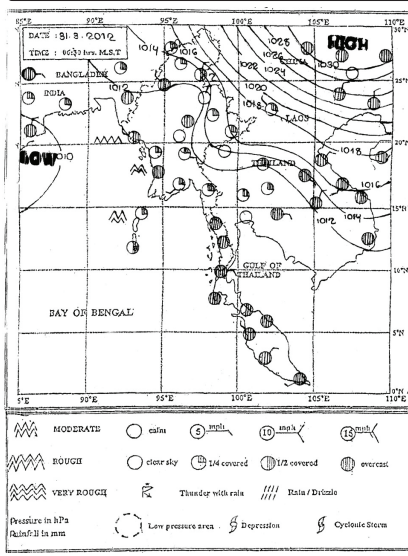 85°E 90°E 95°E 100°E 105°E 110°E 30°N
DATE : 31.3.2012
TIME : 06:30 hrs. M.S.T
1014 1016 1028 HIGH
1026 CHINA
1022 1024 1030
BANGLADESH 25°N
1012 1020
INDIA 1018 LAOS
20°N
LOW 1010 THAILAND 1018
1016
1012 1014
15°N
GULF OF
THAILAND 10°N
BAY OF BENGAL
5°N
85°E 90°E 95°E 100°E 105°E 110°E 0°N
MODERATE calm 5 mph 10 mph 15 mph
ROUGH clear sky 1/4 covered 1/2 covered overcast
VERY ROUGH Thunder with rain Rain / Drizzle
Pressure in hPa Low pressure area Depression Cyclonic Storm
Rainfall in mm